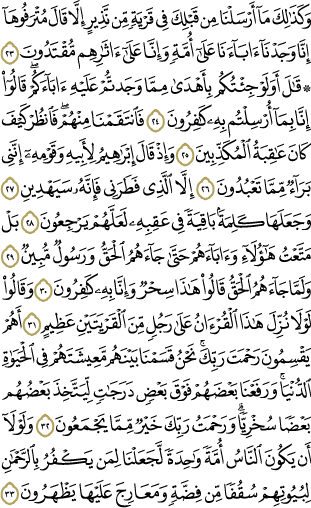 وَكَذَٰلِكَ مَآ أَرۡسَلۡنَا مِن قَبۡلِكَ فِي قَرۡيَةٖ مِّن نَّذِيرٍ إِلَّا قَالَ مُتۡرَفُوهَآ
إِنَّا وَجَدۡنَآ ءَابَآءَنَا عَلَىٰٓ أُمَّةٖ وَإِنَّا عَلَىٰٓ ءَاثَٰرِهِم مُّقۡتَدُونَ ٢٣
۞ قَٰلَ أَوَلَوۡ جِئۡتُكُم بِأَهۡدَىٰ مِمَّا وَجَدتُّمۡ عَلَيۡهِ ءَابَآءَكُمۡۖ قَالُوٓاْ
إِنَّا بِمَآ أُرۡسِلۡتُم بِهِۦ كَٰفِرُونَ ٢٤ فَٱنتَقَمۡنَا مِنۡهُمۡۖ فَٱنظُرۡ كَيۡفَ
كَانَ عَٰقِبَةُ ٱلۡمُكَذِّبِينَ ٢٥ وَإِذۡ قَالَ إِبۡرَٰهِيمُ لِأَبِيهِ وَقَوۡمِهِۦٓ إِنَّنِي
بَرَآءٞ مِّمَّا تَعۡبُدُونَ ٢٦ إِلَّا ٱلَّذِي فَطَرَنِي فَإِنَّهُۥ سَيَهۡدِينِ ٢٧
وَجَعَلَهَا كَلِمَةَۢ بَاقِيَةٗ فِي عَقِبِهِۦ لَعَلَّهُمۡ يَرۡجِعُونَ ٢٨ بَلۡ
مَتَّعۡتُ هَٰٓؤُلَآءِ وَءَابَآءَهُمۡ حَتَّىٰ جَآءَهُمُ ٱلۡحَقُّ وَرَسُولٞ مُّبِينٞ ٢٩
وَلَمَّا جَآءَهُمُ ٱلۡحَقُّ قَالُواْ هَٰذَا سِحۡرٞ وَإِنَّا بِهِۦ كَٰفِرُونَ ٣٠ وَقَالُواْ
لَوۡلَا نُزِّلَ هَٰذَا ٱلۡقُرۡءَانُ عَلَىٰ رَجُلٖ مِّنَ ٱلۡقَرۡيَتَيۡنِ عَظِيمٍ ٣١ أَهُمۡ
يَقۡسِمُونَ رَحۡمَتَ رَبِّكَۚ نَحۡنُ قَسَمۡنَا بَيۡنَهُم مَّعِيشَتَهُمۡ فِي ٱلۡحَيَوٰةِ
ٱلدُّنۡيَاۚ وَرَفَعۡنَا بَعۡضَهُمۡ فَوۡقَ بَعۡضٖ دَرَجَٰتٖ لِّيَتَّخِذَ بَعۡضُهُم
بَعۡضٗا سُخۡرِيّٗاۗ وَرَحۡمَتُ رَبِّكَ خَيۡرٞ مِّمَّا يَجۡمَعُونَ ٣٢ وَلَوۡلَآ
أَن يَكُونَ ٱلنَّاسُ أُمَّةٗ وَٰحِدَةٗ لَّجَعَلۡنَا لِمَن يَكۡفُرُ بِٱلرَّحۡمَٰنِ
لِبُيُوتِهِمۡ سُقُفٗا مِّن فِضَّةٖ وَمَعَارِجَ عَلَيۡهَا يَظۡهَرُونَ ٣٣